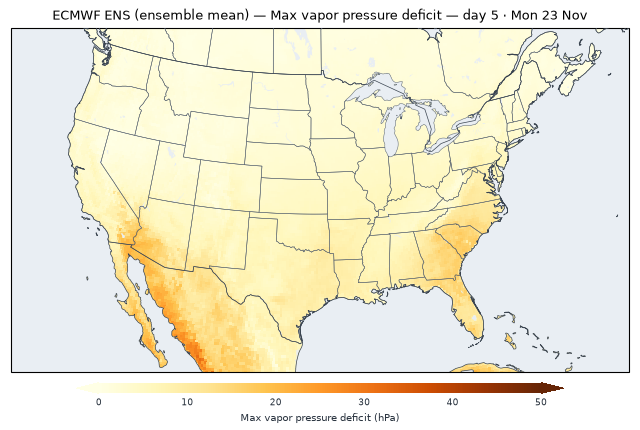 ECMWF ENS (ensemble mean) — Max vapor pressure deficit — day 5 · Mon 23 Nov
0 10 20 30 40 50
Max vapor pressure deficit (hPa)